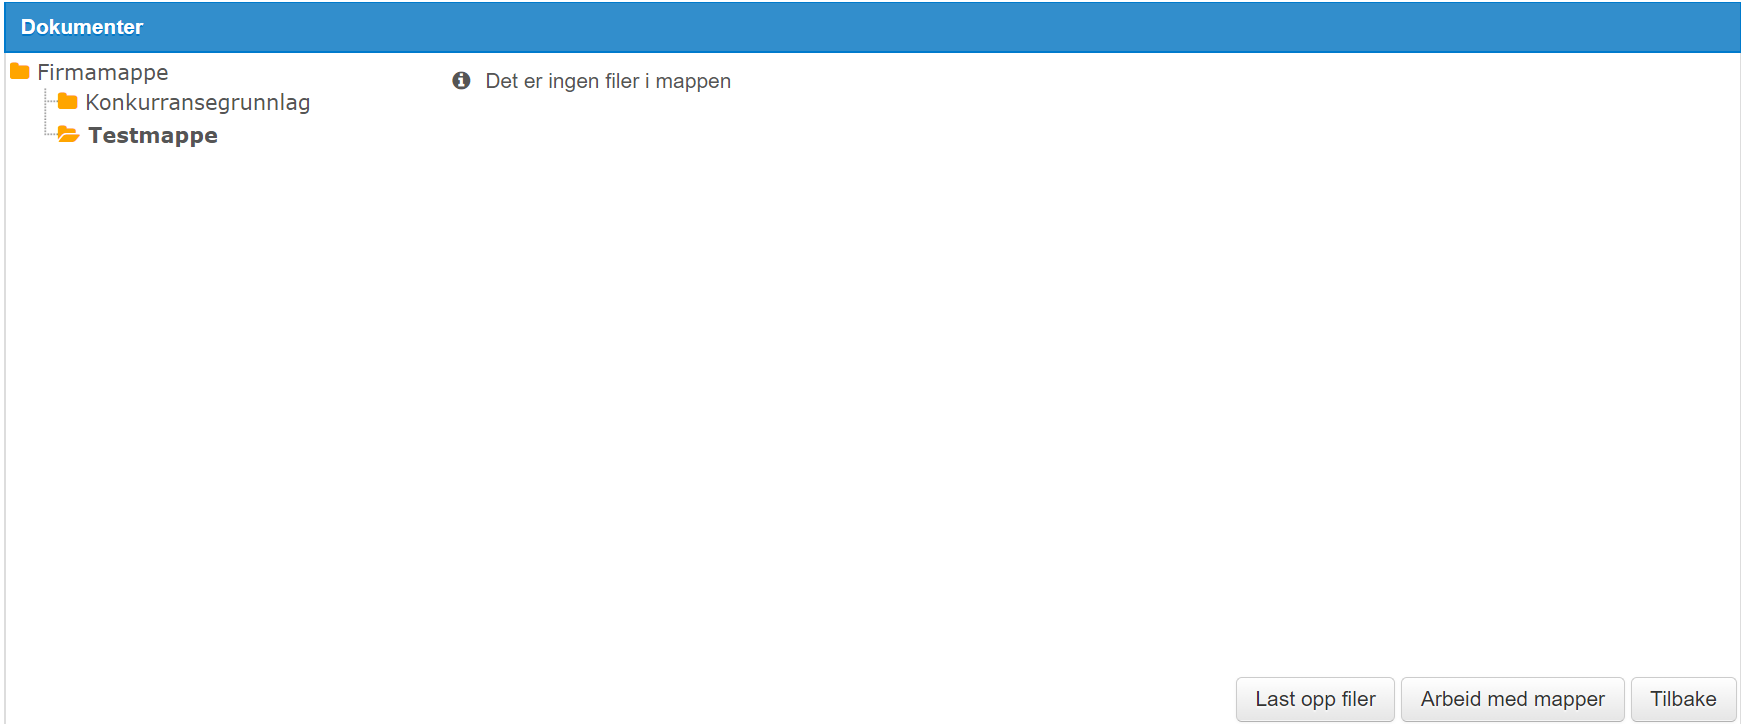 Dokumenter
Firmamappe
Konkurransegrunnlag
Testmappe
Det er ingen filer i mappen
Last opp filer
Arbeid med mapper
Tilbake